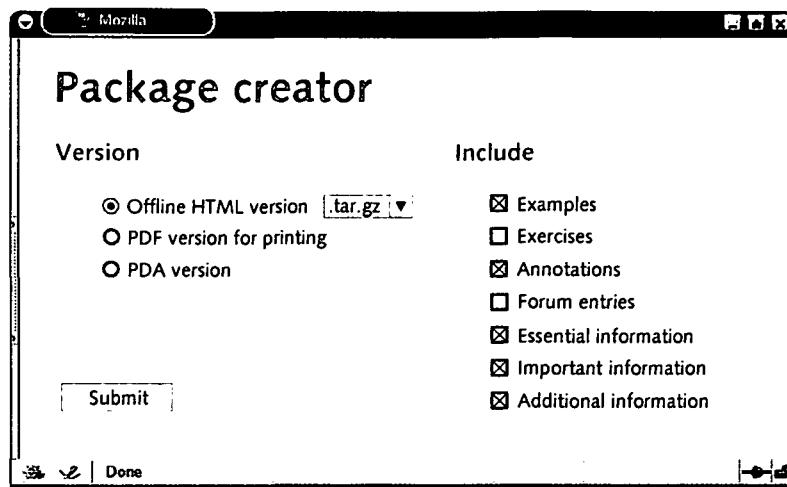 Mozilla
Package creator
Version
Offline HTML version .tar.gz
PDF version for printing
PDA version
Submit
Include
Examples
Exercises
Annotations
Forum entries
Essential information
Important information
Additional information
Done